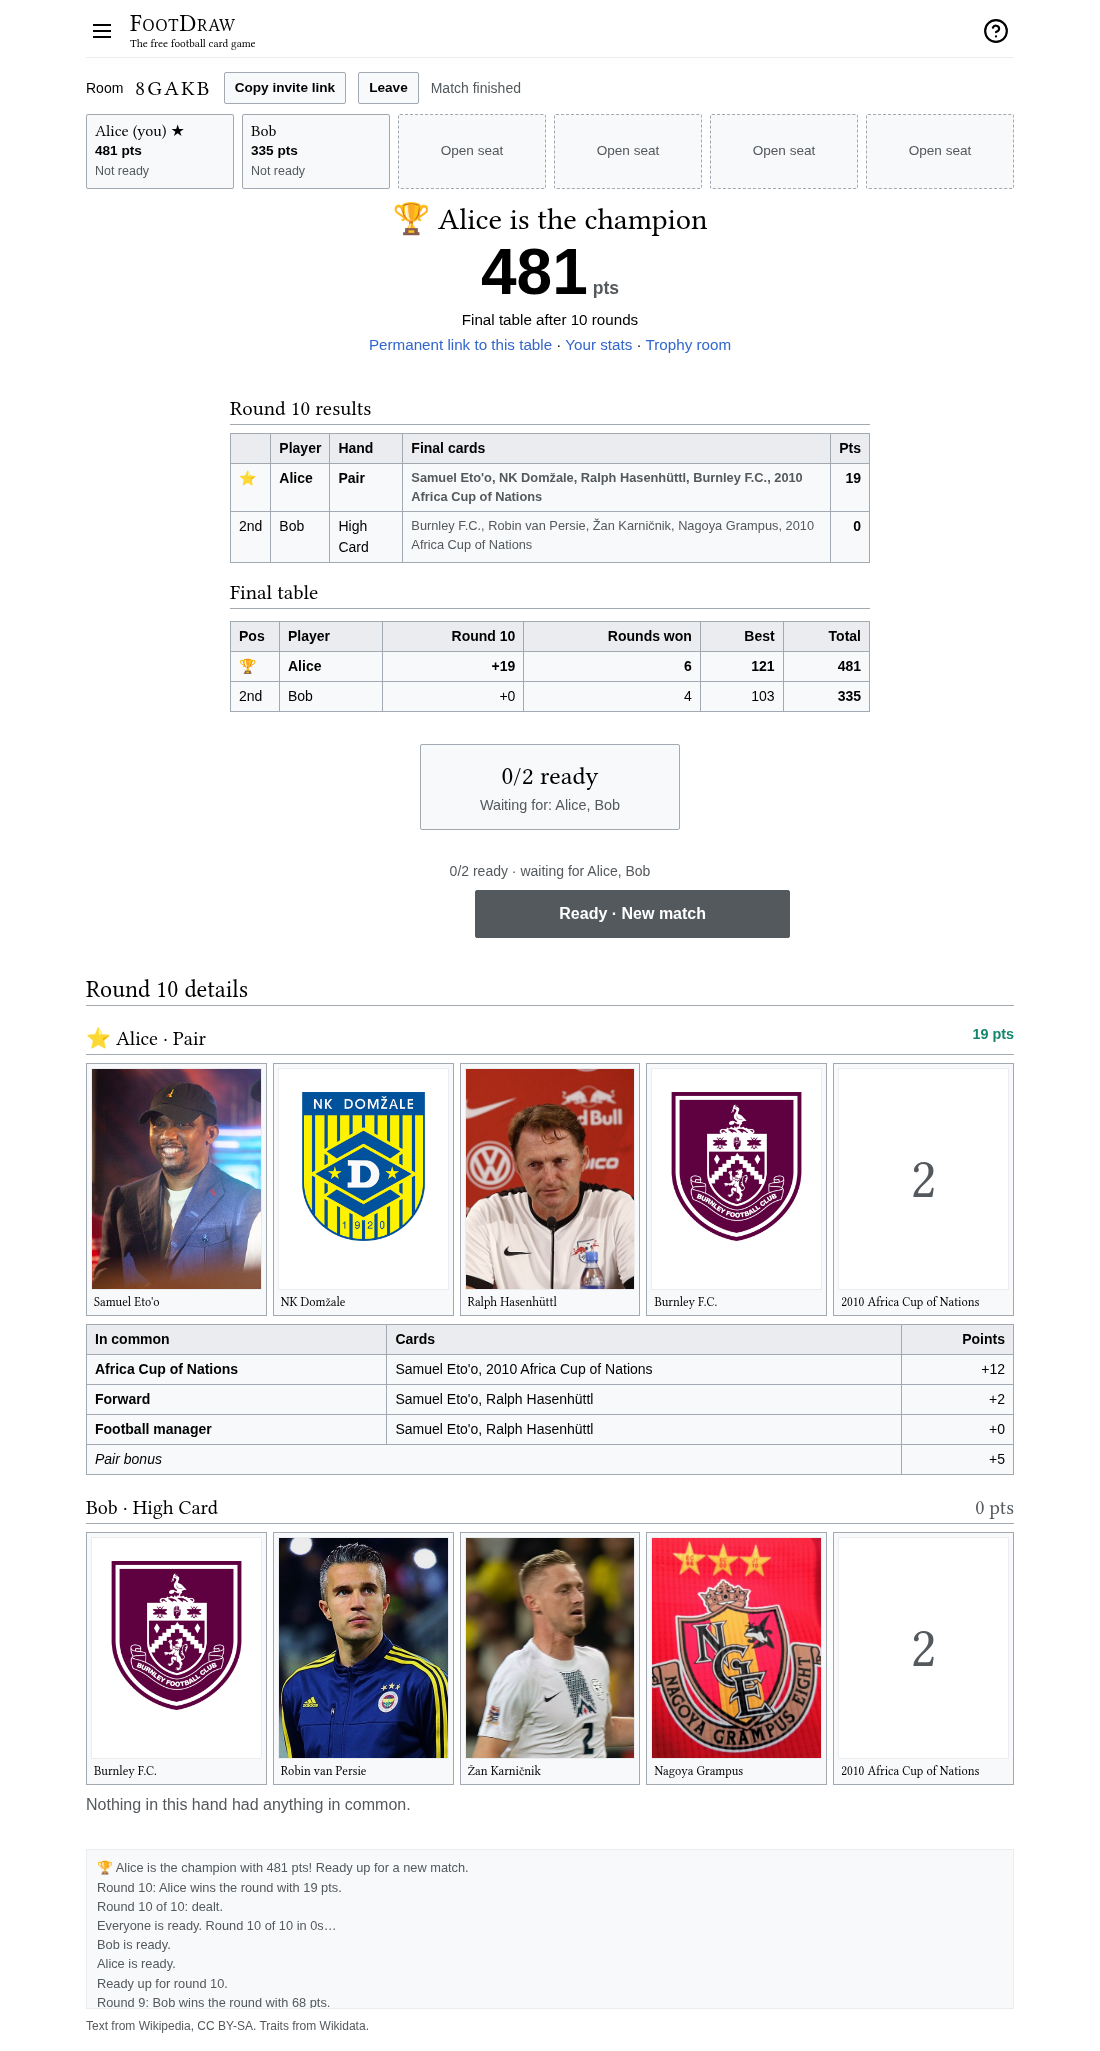 FootDraw
The free football card game
Room 8GAKB Copy invite link Leave Match finished
Alice (you) ★
481 pts
Not ready
Bob
335 pts
Not ready
Open seat
Open seat
Open seat
Open seat
🏆 Alice is the champion
481 pts
Final table after 10 rounds
Permanent link to this table · Your stats · Trophy room
Round 10 results
Player Hand Final cards Pts
⭐ Alice Pair Samuel Eto'o, NK Domžale, Ralph Hasenhüttl, Burnley F.C., 2010 19
Africa Cup of Nations
2nd Bob High Burnley F.C., Robin van Persie, Žan Karničnik, Nagoya Grampus, 2010 0
Card Africa Cup of Nations
Final table
Pos Player Round 10 Rounds won Best Total
🏆 Alice +19 6 121 481
2nd Bob +0 4 103 335
0/2 ready
Waiting for: Alice, Bob
0/2 ready · waiting for Alice, Bob
Ready · New match
Round 10 details
⭐ Alice · Pair 19 pts
NK DOMŽALE
D
1920
dBull
BURNLEY FOOTBALL CLUB
2
Samuel Eto'o
NK Domžale
Ralph Hasenhüttl
Burnley F.C.
2010 Africa Cup of Nations
In common Cards Points
Africa Cup of Nations Samuel Eto'o, 2010 Africa Cup of Nations +12
Forward Samuel Eto'o, Ralph Hasenhüttl +2
Football manager Samuel Eto'o, Ralph Hasenhüttl +0
Pair bonus +5
Bob · High Card 0 pts
BURNLEY FOOTBALL CLUB
adidas
2
NGE
NAGOYA GRAMPUS EIGHT
2
Burnley F.C.
Robin van Persie
Žan Karničnik
Nagoya Grampus
2010 Africa Cup of Nations
Nothing in this hand had anything in common.
🏆 Alice is the champion with 481 pts! Ready up for a new match.
Round 10: Alice wins the round with 19 pts.
Round 10 of 10: dealt.
Everyone is ready. Round 10 of 10 in 0s…
Bob is ready.
Alice is ready.
Ready up for round 10.
Round 9: Bob wins the round with 68 pts.
Text from Wikipedia, CC BY-SA. Traits from Wikidata.